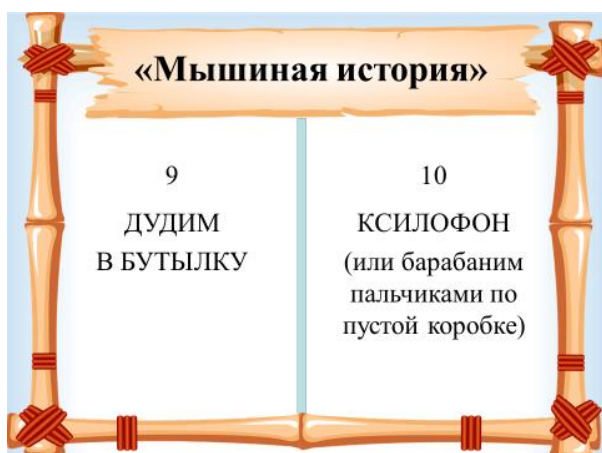 «Мышиная история»
9
ДУДИМ
В БУТЫЛКУ
10
КСИЛОФОН
(или барабаним
пальчиками по
пустой коробке)